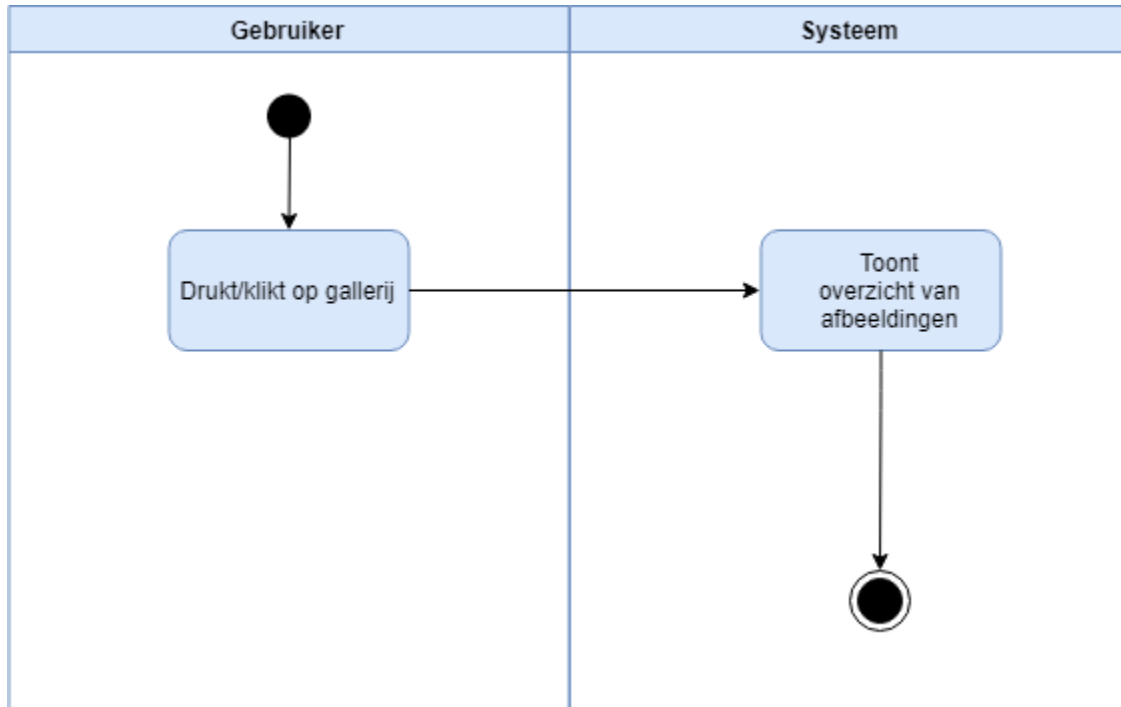 Gebruiker
Systeem
Drukt/klikt op gallerij
Toont
overzicht van
afbeeldingen